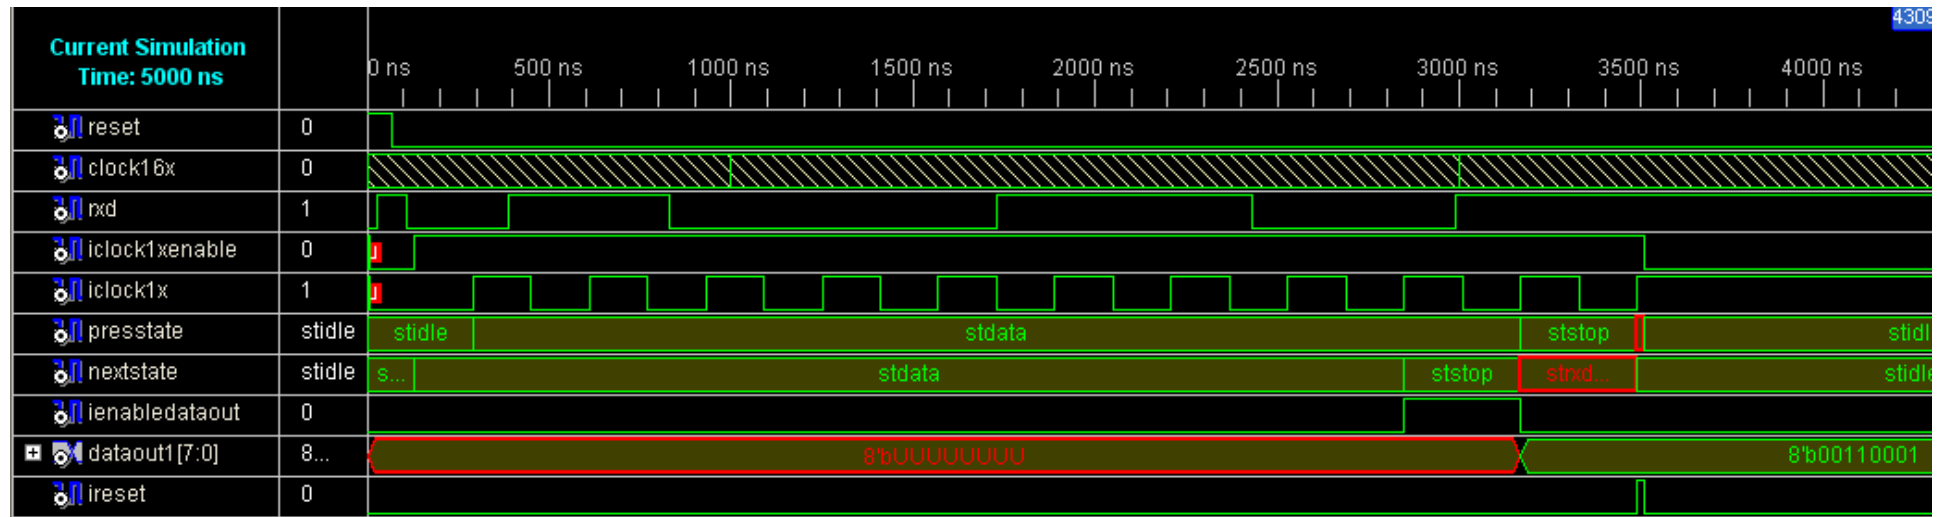 4309
Current Simulation
Time: 5000 ns
0 ns 500 ns 1000 ns 1500 ns 2000 ns 2500 ns 3000 ns 3500 ns 4000 ns
reset 0
clock16x 0
rxd 1
iclock1xenable 0 U
iclock1x 1 U
presstate stidle stidle stdata ststop stidl
nextstate stidle s... stdata ststop strxd... stidle
ienabledataout 0
dataout1[7:0] 8... 8'bUUUUUUUU 8'b00110001
ireset 0